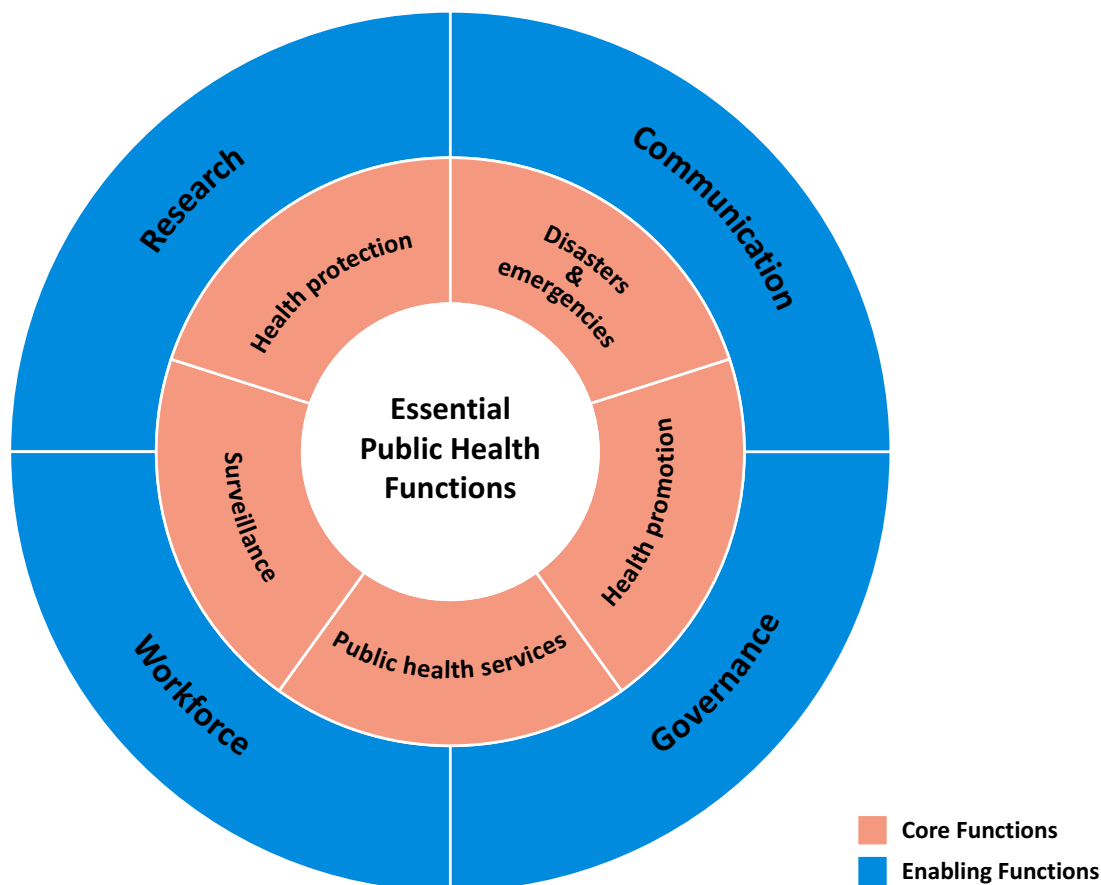 Research
Communication
Health protection
Disasters
&
emergencies
Essential
Public Health
Functions
Surveillance
Health promotion
Public health services
Workforce
Governance
Core Functions
Enabling Functions